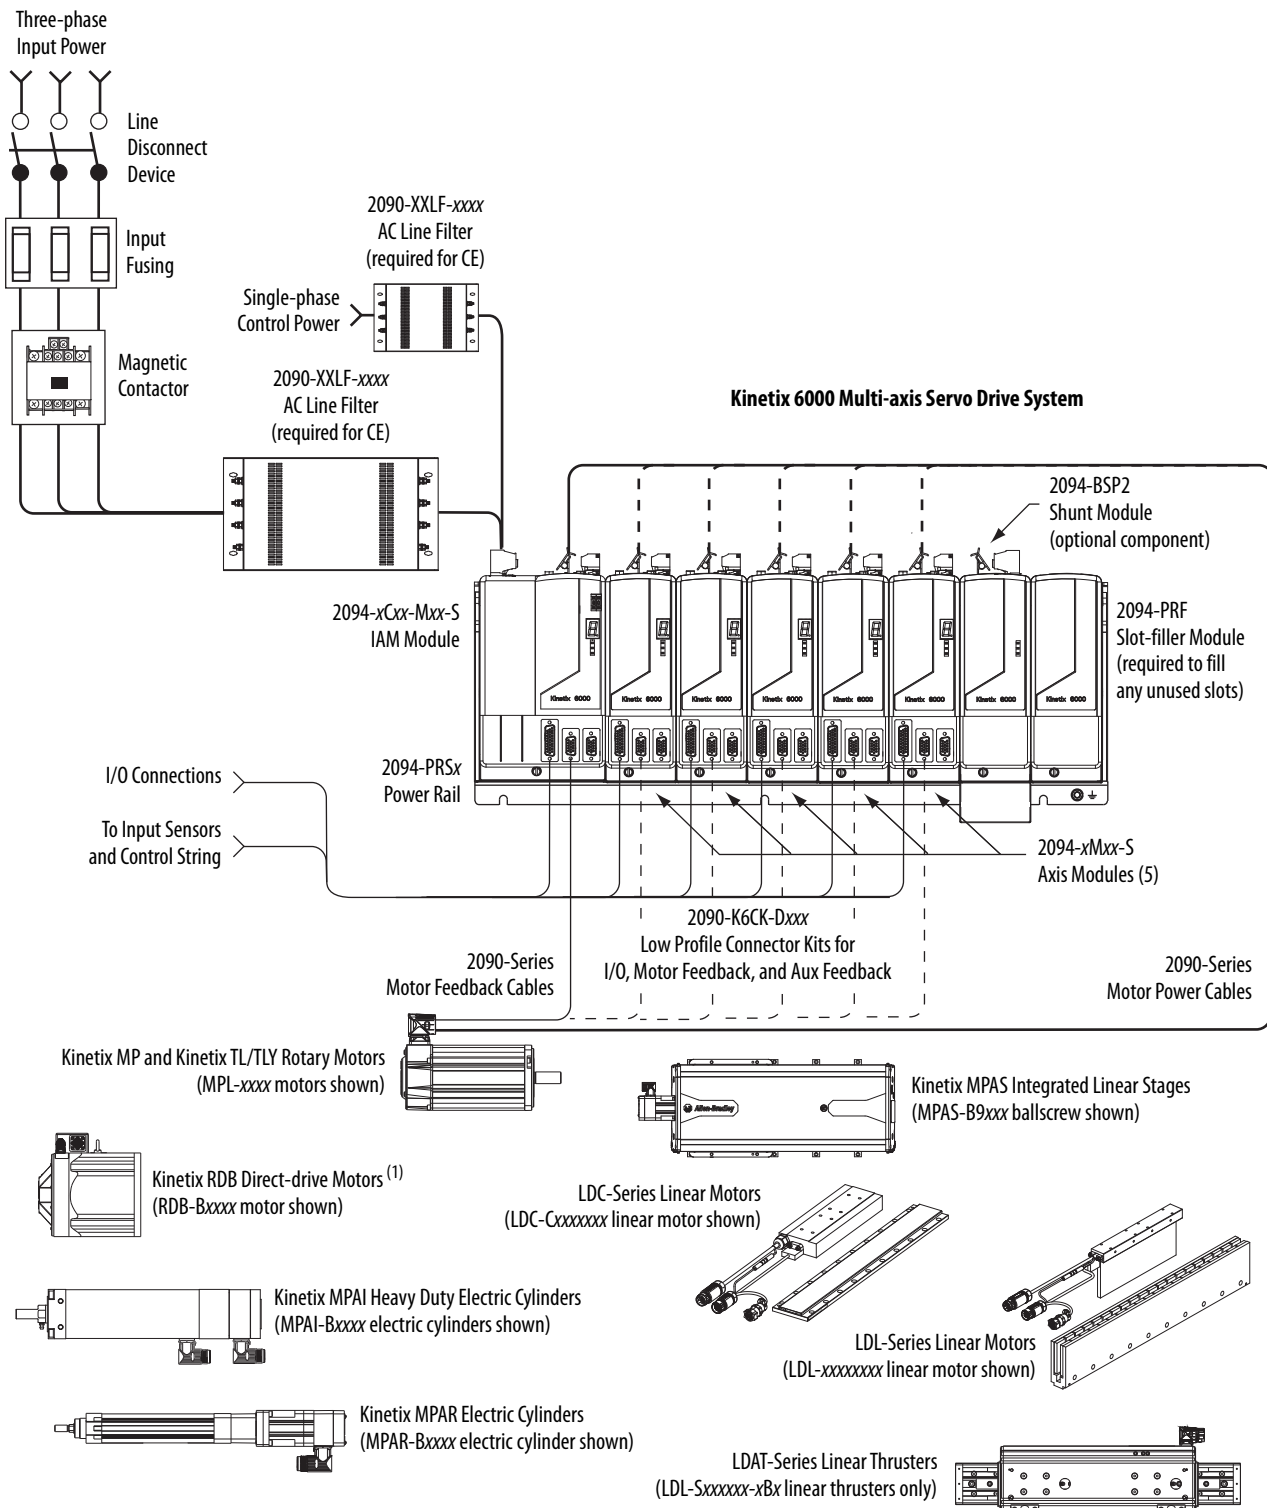 Three-phase
Input Power
Line
Disconnect
Device
Input
Fusing
Magnetic
Contactor
2090-XXLF-xxxx
AC Line Filter
(required for CE)
Single-phase
Control Power
2090-XXLF-xxxx
AC Line Filter
(required for CE)
Kinetix 6000 Multi-axis Servo Drive System
2094-BSP2
Shunt Module
(optional component)
2094-xCxx-Mxx-S
IAM Module
2094-PRF
Slot-filler Module
(required to fill
any unused slots)
Kinetix 6000
Kinetix 6000
Kinetix 6000
Kinetix 6000
Kinetix 6000
Kinetix 6000
Kinetix 6000
Kinetix 6000
2094-PRSx
Power Rail
I/O Connections
To Input Sensors
and Control String
2094-xMxx-S
Axis Modules (5)
2090-K6CK-Dxxx
Low Profile Connector Kits for
I/O, Motor Feedback, and Aux Feedback
2090-Series
Motor Feedback Cables
2090-Series
Motor Power Cables
Kinetix MP and Kinetix TL/TLY Rotary Motors
(MPL-xxxx motors shown)
Allen-Bradley
Kinetix MPAS Integrated Linear Stages
(MPAS-B9xxx ballscrew shown)
Kinetix RDB Direct-drive Motors (1)
(RDB-Bxxxx motor shown)
LDC-Series Linear Motors
(LDC-Cxxxxxxx linear motor shown)
Kinetix MPAI Heavy Duty Electric Cylinders
(MPAI-Bxxxx electric cylinders shown)
LDL-Series Linear Motors
(LDL-xxxxxxxx linear motor shown)
Kinetix MPAR Electric Cylinders
(MPAR-Bxxxx electric cylinder shown)
LDAT-Series Linear Thrusters
(LDL-Sxxxxxx-xBx linear thrusters only)